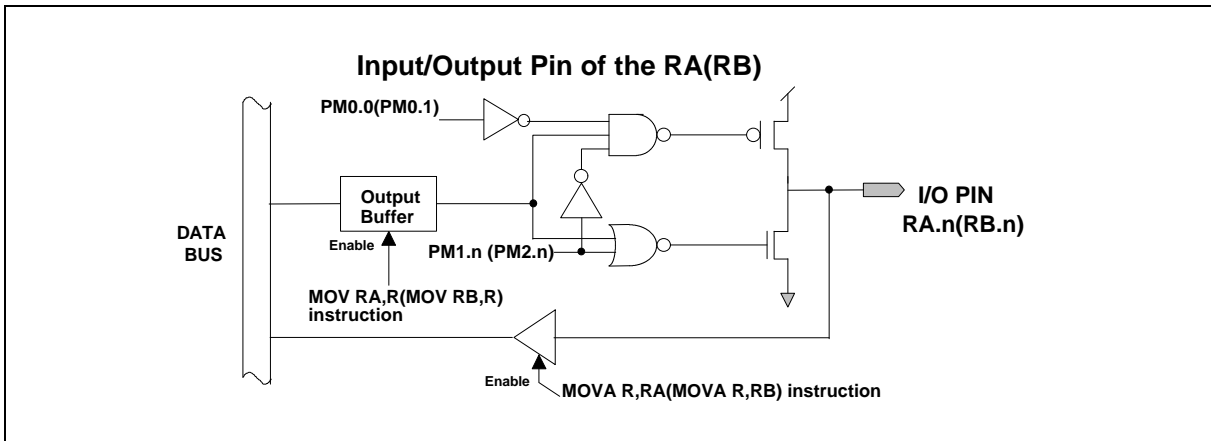 Input/Output Pin of the RA(RB)
PM0.0(PM0.1)
Output
Buffer
I/O PIN
RA.n(RB.n)
DATA
BUS
Enable
PM1.n (PM2.n)
MOV RA,R(MOV RB,R)
instruction
Enable
MOVA R,RA(MOVA R,RB) instruction